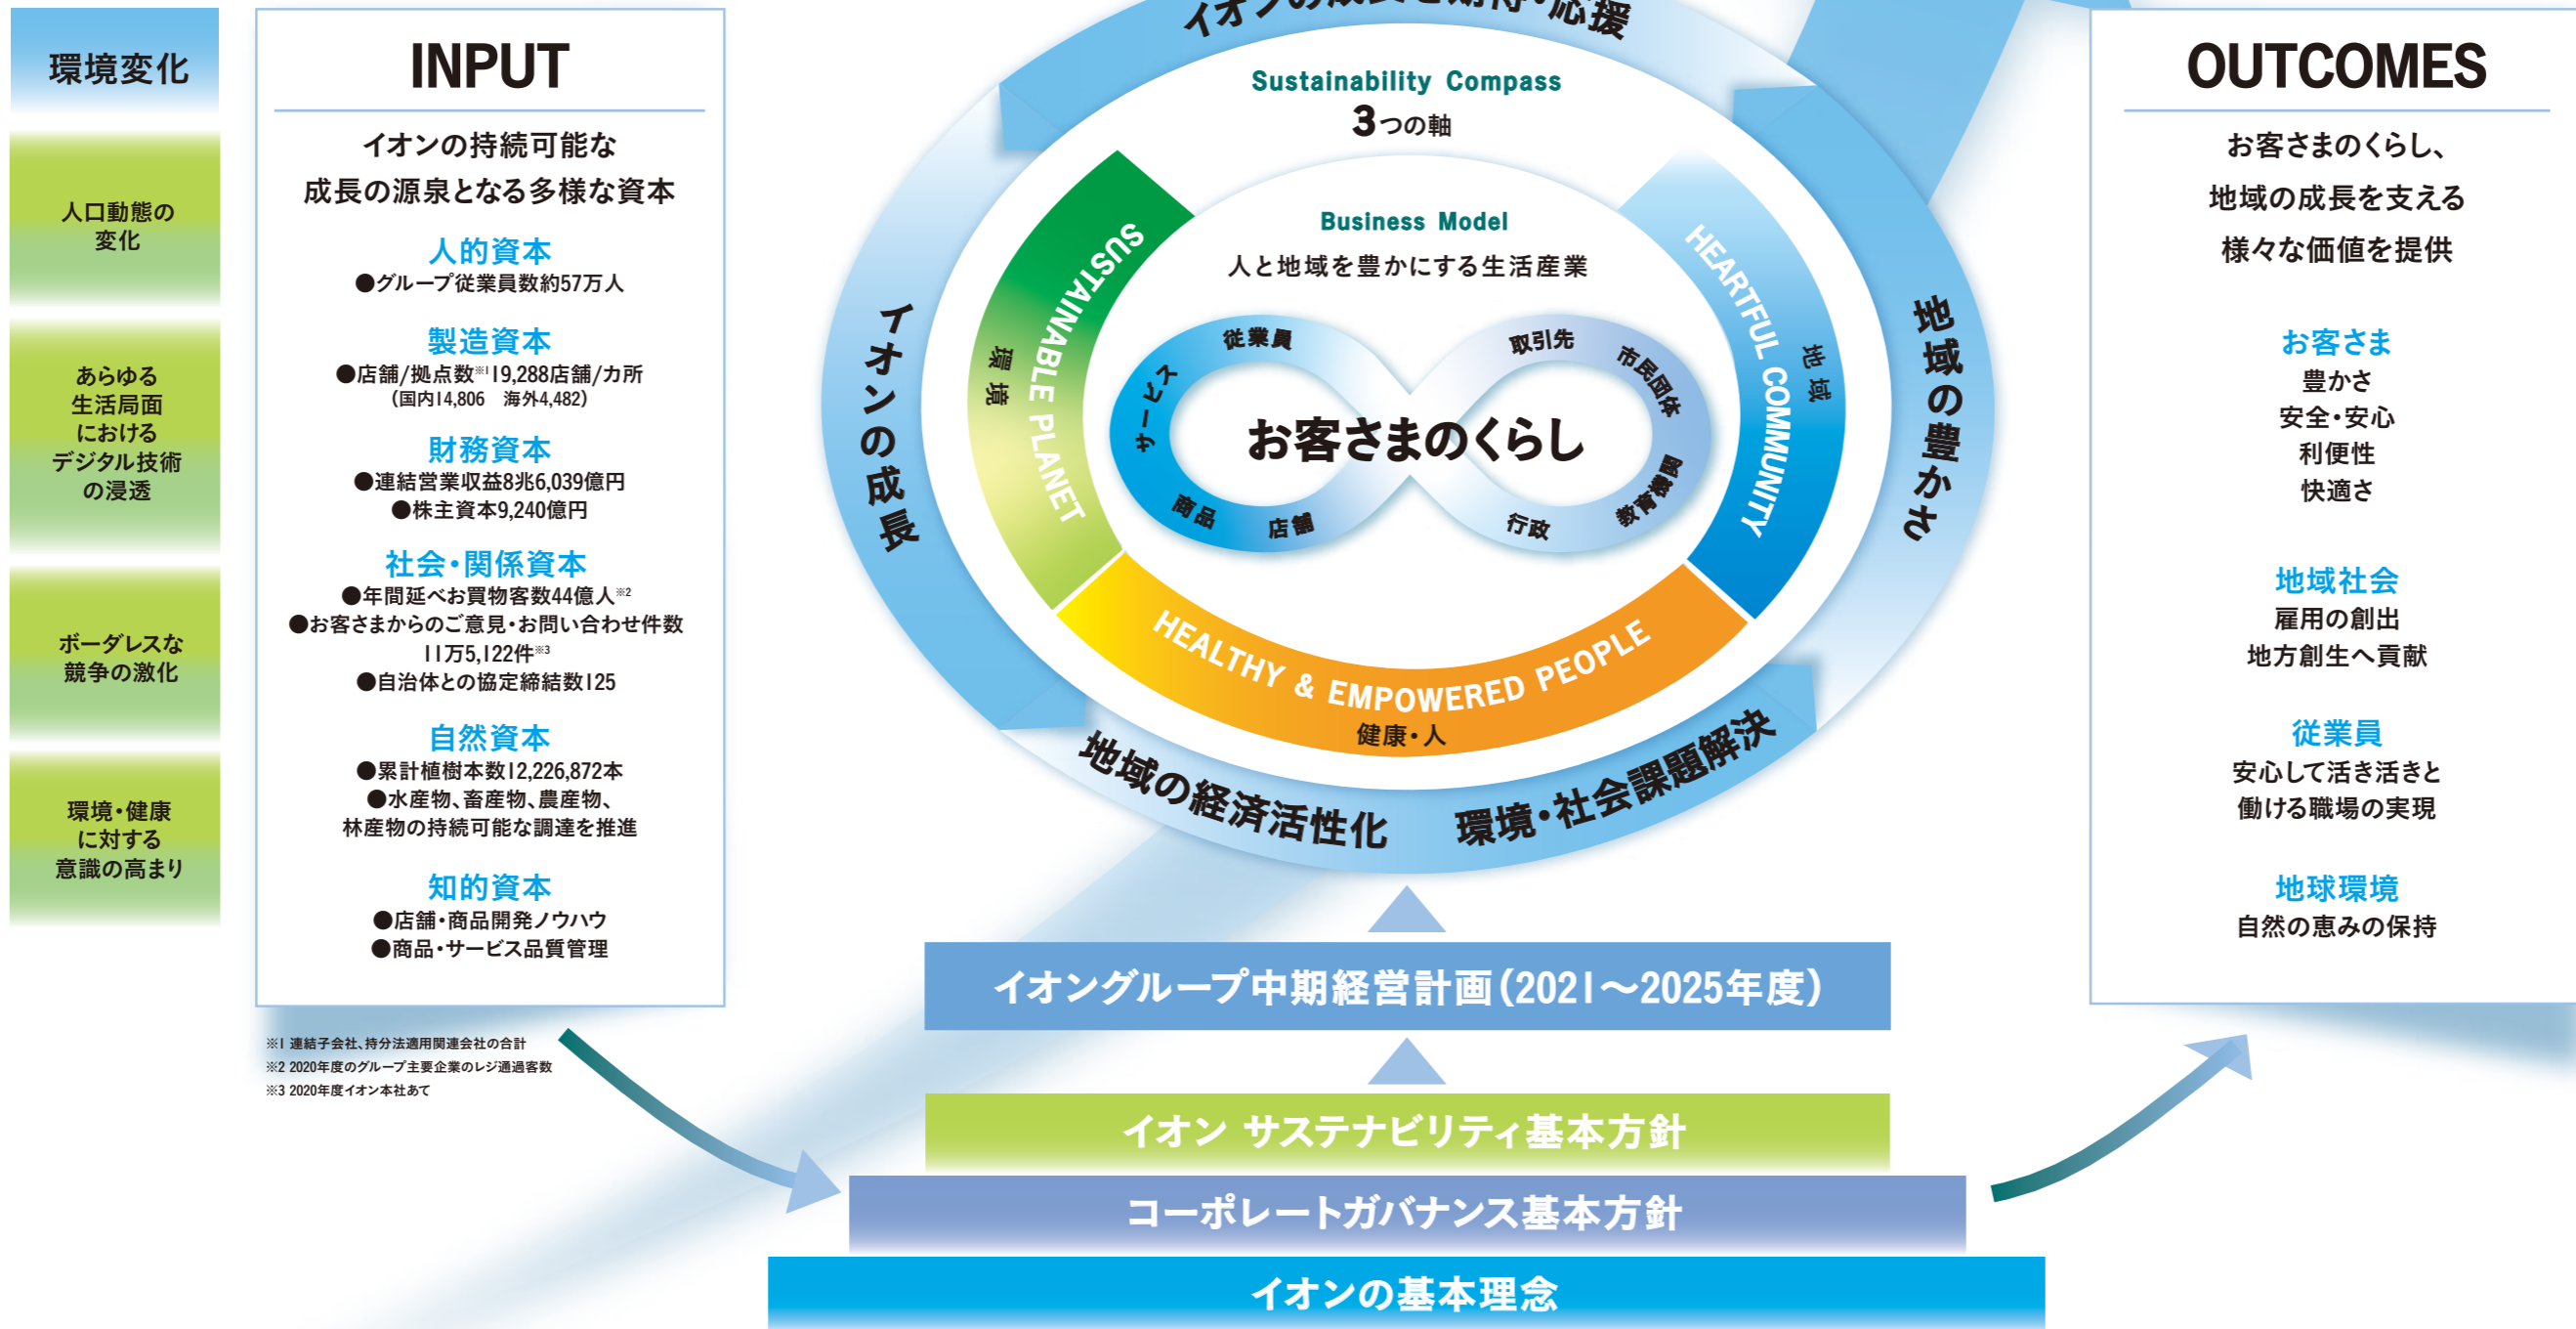 環境変化
人口動態の
変化
あらゆる
生活局面
における
デジタル技術
の浸透
ボーダレスな
競争の激化
環境・健康
に対する
意識の高まり
INPUT
イオンの持続可能な
成長の源泉となる多様な資本
人的資本
●グループ従業員数約57万人
製造資本
●店舗/拠点数※1 19,288店舗/カ所
(国内14,806 海外4,482)
財務資本
●連結営業収益8兆6,039億円
●株主資本9,240億円
社会・関係資本
●年間延べお買物客数44億人※2
●お客さまからのご意見・お問い合わせ件数
11万5,122件※3
●自治体との協定締結数125
自然資本
●累計植樹本数12,226,872本
●水産物、畜産物、農産物、
林産物の持続可能な調達を推進
知的資本
●店舗・商品開発ノウハウ
●商品・サービス品質管理
※1 連結子会社、持分法適用関連会社の合計
※2 2020年度のグループ主要企業のレジ通過客数
※3 2020年度イオン本社あて
イオンの成長を期待・応援
Sustainability Compass
3つの軸
Business Model
人と地域を豊かにする生活産業
イオンの成長
環境
SUSTAINABLE PLANET
従業員
サービス
商品
店舗
お客さまのくらし
取引先
市民団体
教育機関
行政
HEARTFUL COMMUNITY
地域
地域の豊かさ
HEALTHY & EMPOWERED PEOPLE
健康・人
地域の経済活性化
環境・社会課題解決
イオングループ中期経営計画(2021～2025年度)
イオン サステナビリティ基本方針
コーポレートガバナンス基本方針
イオンの基本理念
OUTCOMES
お客さまのくらし、
地域の成長を支える
様々な価値を提供
お客さま
豊かさ
安全・安心
利便性
快適さ
地域社会
雇用の創出
地方創生へ貢献
従業員
安心して活き活きと
働ける職場の実現
地球環境
自然の恵みの保持